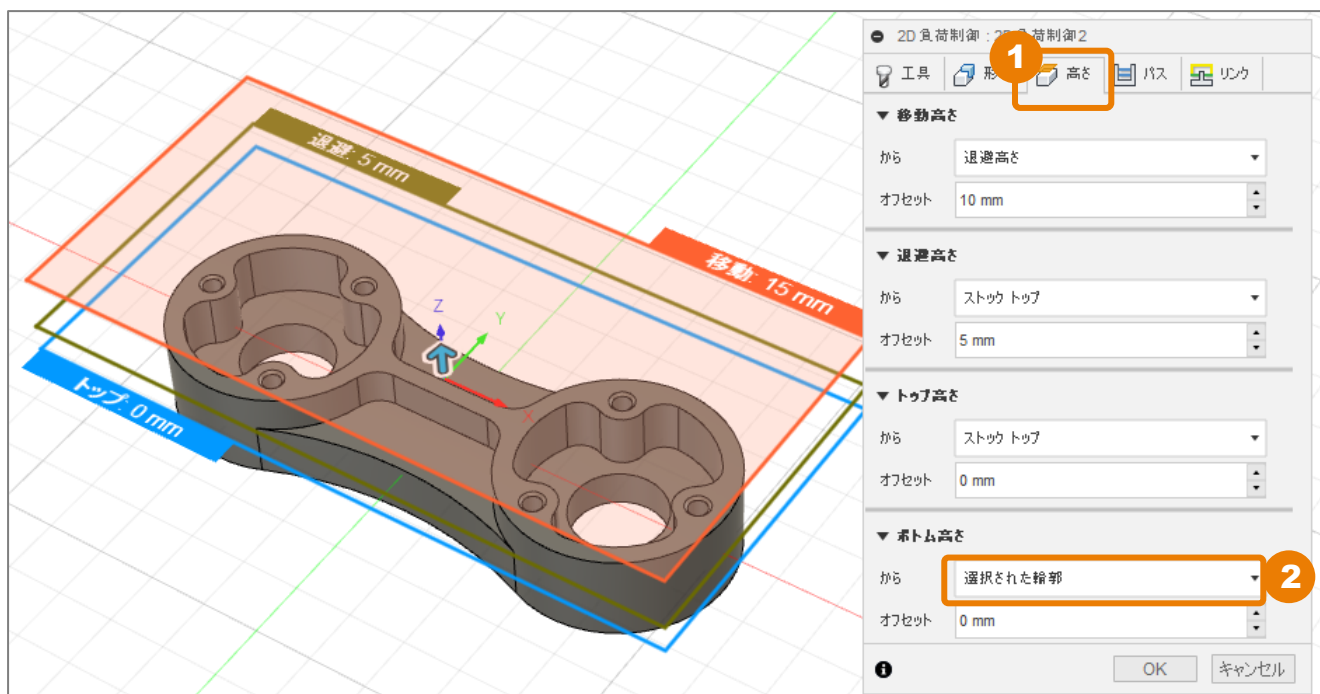 退避: 5 mm
移動: 15 mm
トップ: 0 mm
Z
Y
X
2D 負荷制御 : 2D 負荷制御2
1
工具
形
高さ
パス
リンク
▼ 移動高さ
から
退避高さ
オフセット
10 mm
▼ 退避高さ
から
ストック トップ
オフセット
5 mm
▼ トップ高さ
から
ストック トップ
オフセット
0 mm
▼ ボトム高さ
から
選択された輪郭
2
オフセット
0 mm
OK
キャンセル